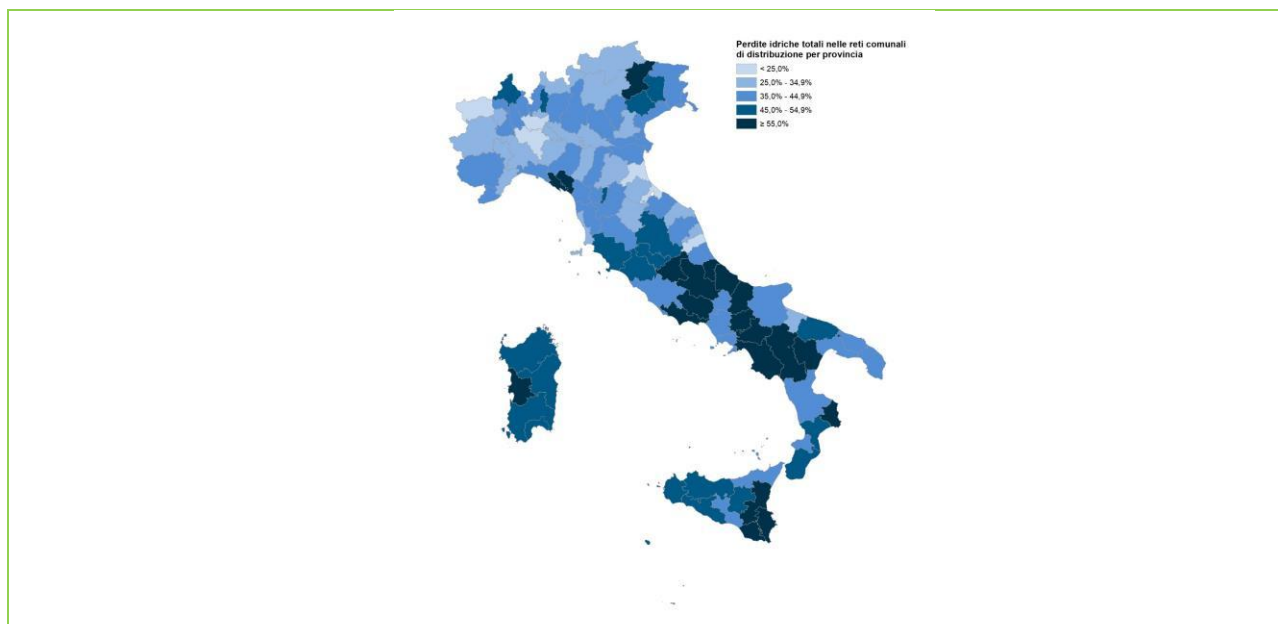 Perdite idriche totali nelle reti comunali
di distribuzione per provincia
< 25,0%
25,0% - 34,9%
35,0% - 44,9%
45,0% - 54,9%
≥ 55,0%